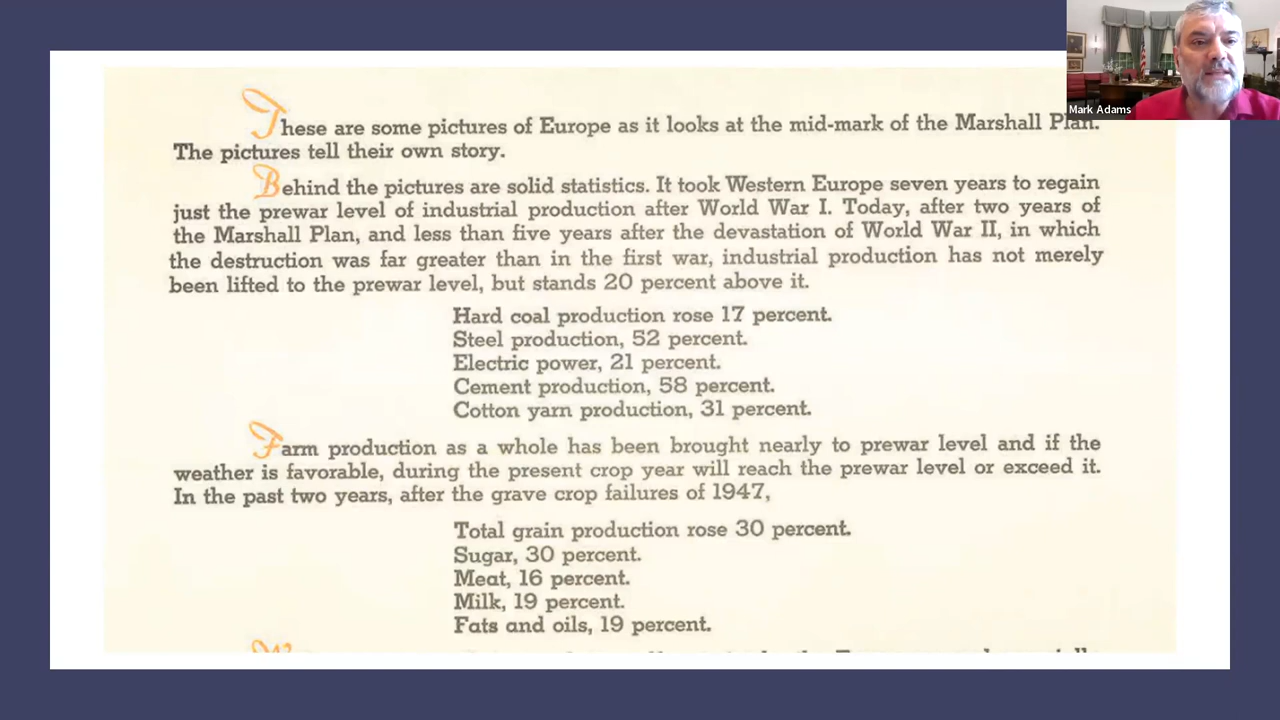 These are some pictures of Europe as it looks at the mid-mark of the Marshall Plan.
The pictures tell their own story.
Behind the pictures are solid statistics. It took Western Europe seven years to regain
just the prewar level of industrial production after World War I. Today, after two years of
the Marshall Plan, and less than five years after the devastation of World War II, in which
the destruction was far greater than in the first war, industrial production has not merely
been lifted to the prewar level, but stands 20 percent above it.
Hard coal production rose 17 percent.
Steel production, 52 percent.
Electric power, 21 percent.
Cement production, 58 percent.
Cotton yarn production, 31 percent.
Farm production as a whole has been brought nearly to prewar level and if the
weather is favorable, during the present crop year will reach the prewar level or exceed it.
In the past two years, after the grave crop failures of 1947,
Total grain production rose 30 percent.
Sugar, 30 percent.
Meat, 16 percent.
Milk, 19 percent.
Fats and oils, 19 percent.
Mark Adams